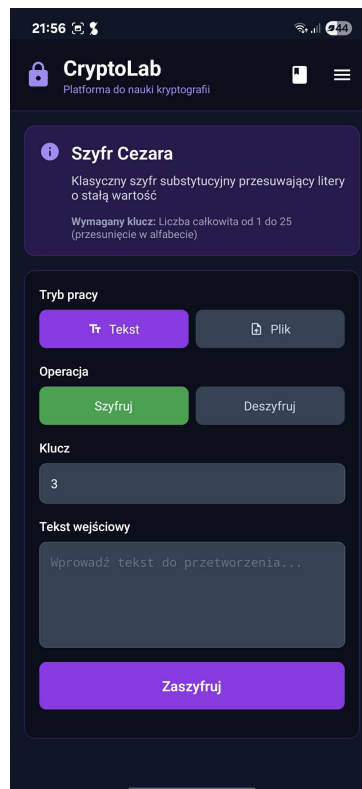 21:56
44
CryptoLab
Platforma do nauki kryptografii
Szyfr Cezara
Klasyczny szyfr substytucyjny przesuwający litery
o stałą wartość
Wymagany klucz: Liczba całkowita od 1 do 25
(przesunięcie w alfabecie)
Tryb pracy
Tт Tekst
Plik
Operacja
Szyfruj
Deszyfruj
Klucz
3
Tekst wejściowy
Wprowadź tekst do przetworzenia...
Zaszyfruj